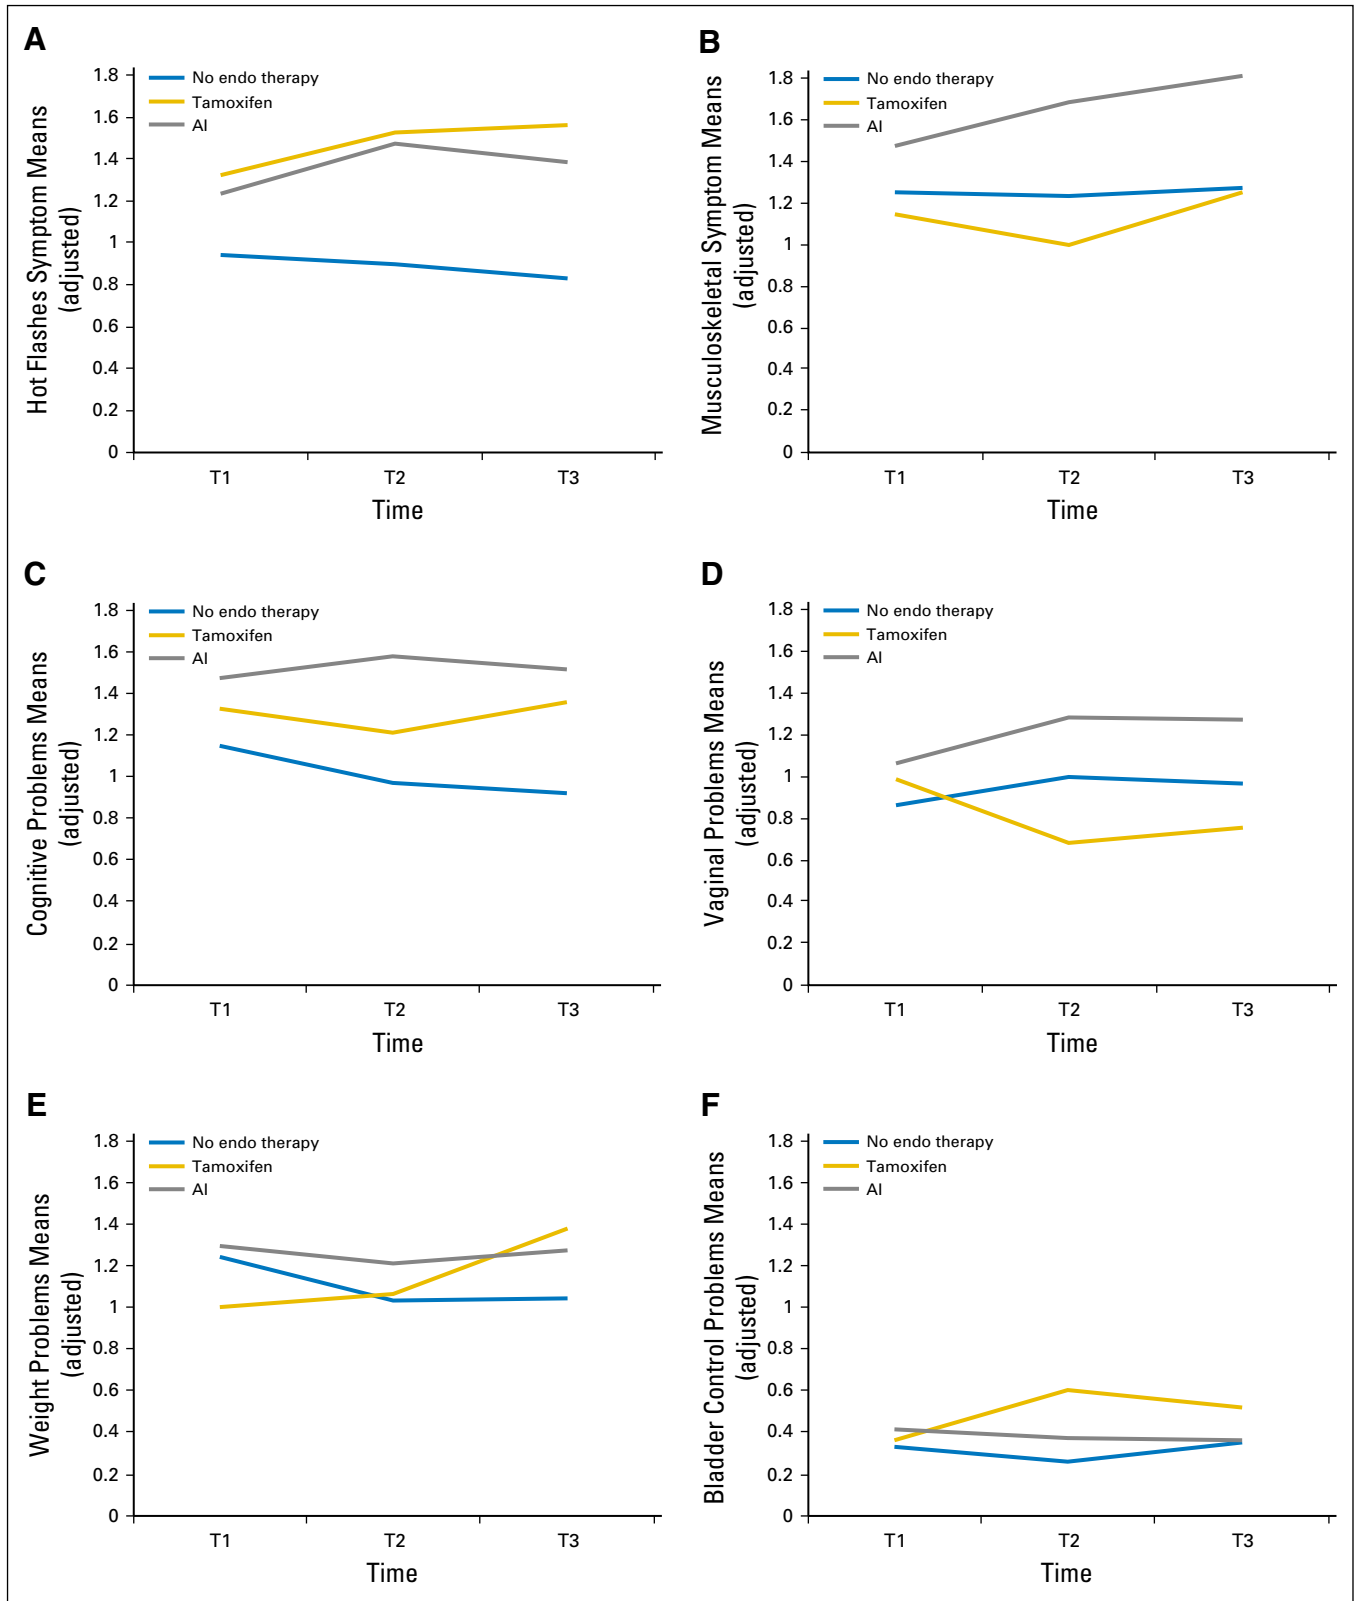 A
Hot Flashes Symptom Means
(adjusted)
1.8
1.6
1.4
1.2
1
0.8
0.6
0.4
0.2
0
No endo therapy
Tamoxifen
AI
T1 T2 T3
Time
B
Musculoskeletal Symptom Means
(adjusted)
1.8
1.6
1.4
1.2
1
0.8
0.6
0.4
0.2
0
No endo therapy
Tamoxifen
AI
T1 T2 T3
Time
C
Cognitive Problems Means
(adjusted)
1.8
1.6
1.4
1.2
1
0.8
0.6
0.4
0.2
0
No endo therapy
Tamoxifen
AI
T1 T2 T3
Time
D
Vaginal Problems Means
(adjusted)
1.8
1.6
1.4
1.2
1
0.8
0.6
0.4
0.2
0
No endo therapy
Tamoxifen
AI
T1 T2 T3
Time
E
Weight Problems Means
(adjusted)
1.8
1.6
1.4
1.2
1
0.8
0.6
0.4
0.2
0
No endo therapy
Tamoxifen
AI
T1 T2 T3
Time
F
Bladder Control Problems Means
(adjusted)
1.8
1.6
1.4
1.2
1
0.8
0.6
0.4
0.2
0
No endo therapy
Tamoxifen
AI
T1 T2 T3
Time